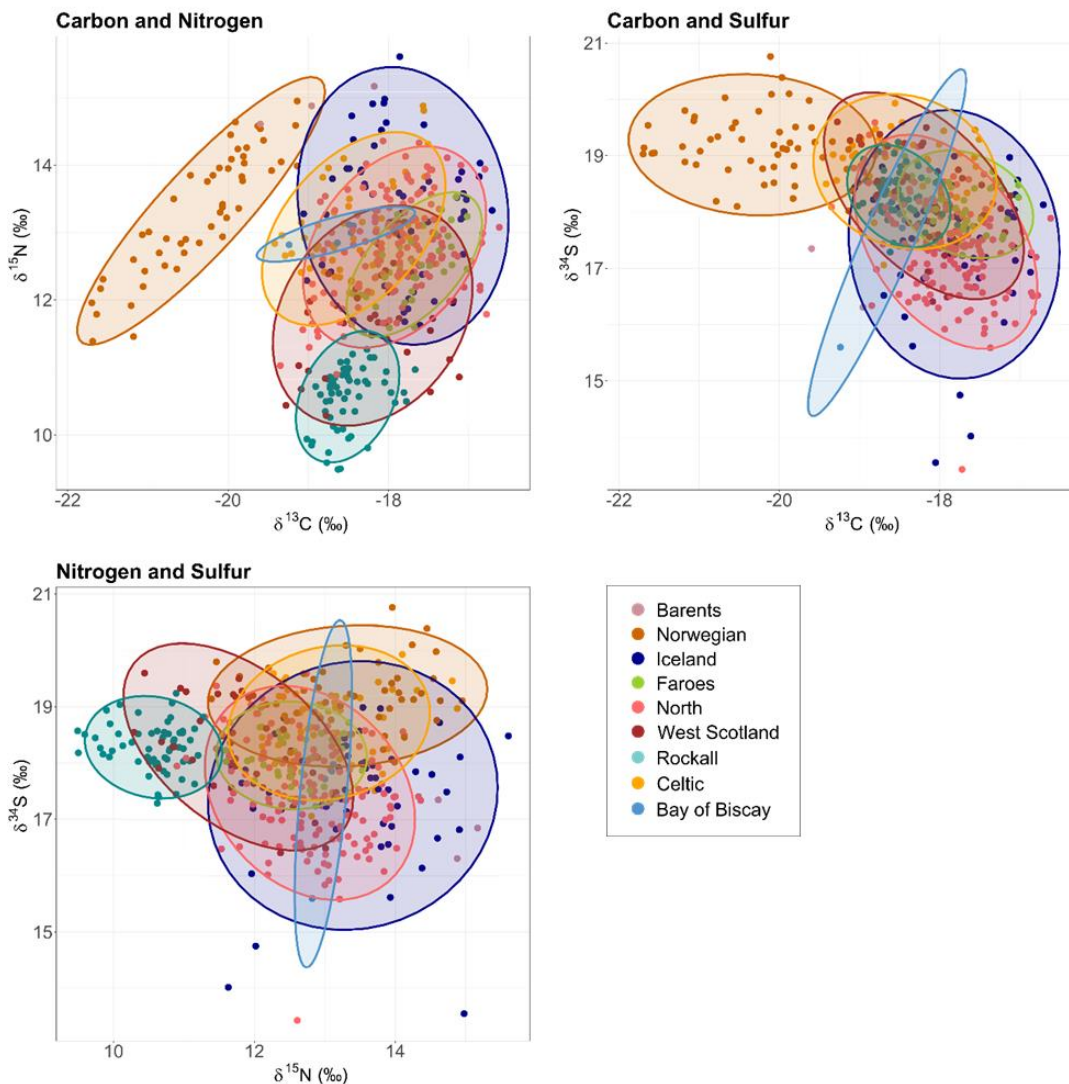 Carbon and Nitrogen
14
12
10
δ15N (‰)
-22
-20
-18
δ13C (‰)
Carbon and Sulfur
21
19
17
15
δ34S (‰)
-22
-20
-18
δ13C (‰)
Nitrogen and Sulfur
21
19
17
15
δ34S (‰)
10
12
14
δ15N (‰)
Barents
Norwegian
Iceland
Faroes
North
West Scotland
Rockall
Celtic
Bay of Biscay